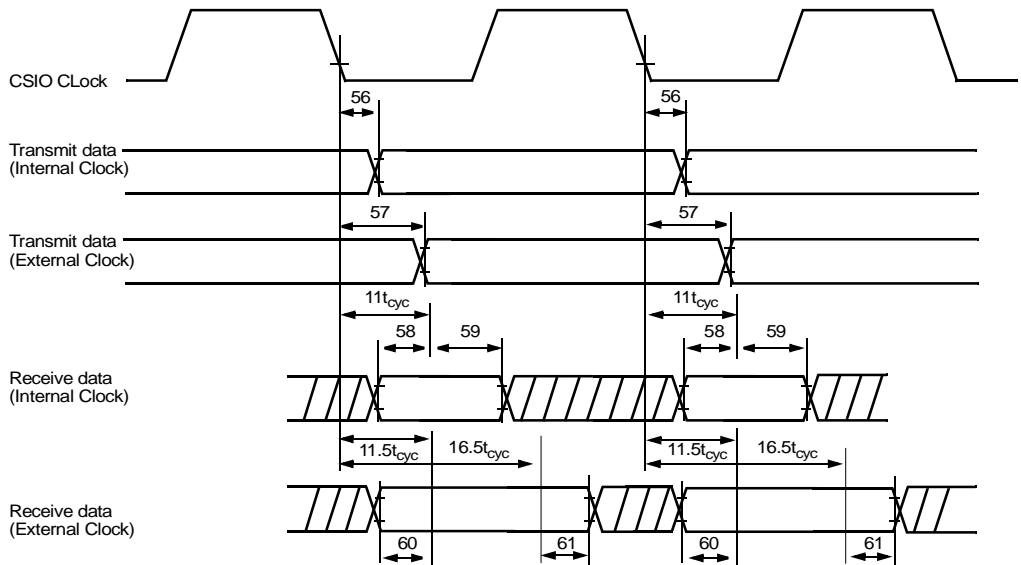 CSIO CLock
56 56
Transmit data
(Internal Clock)
57 57
Transmit data
(External Clock)
11tcyc 11tcyc
58 59 58 59
Receive data
(Internal Clock)
11.5tcyc 16.5tcyc 11.5tcyc 16.5tcyc
Receive data
(External Clock)
60 61 60 61